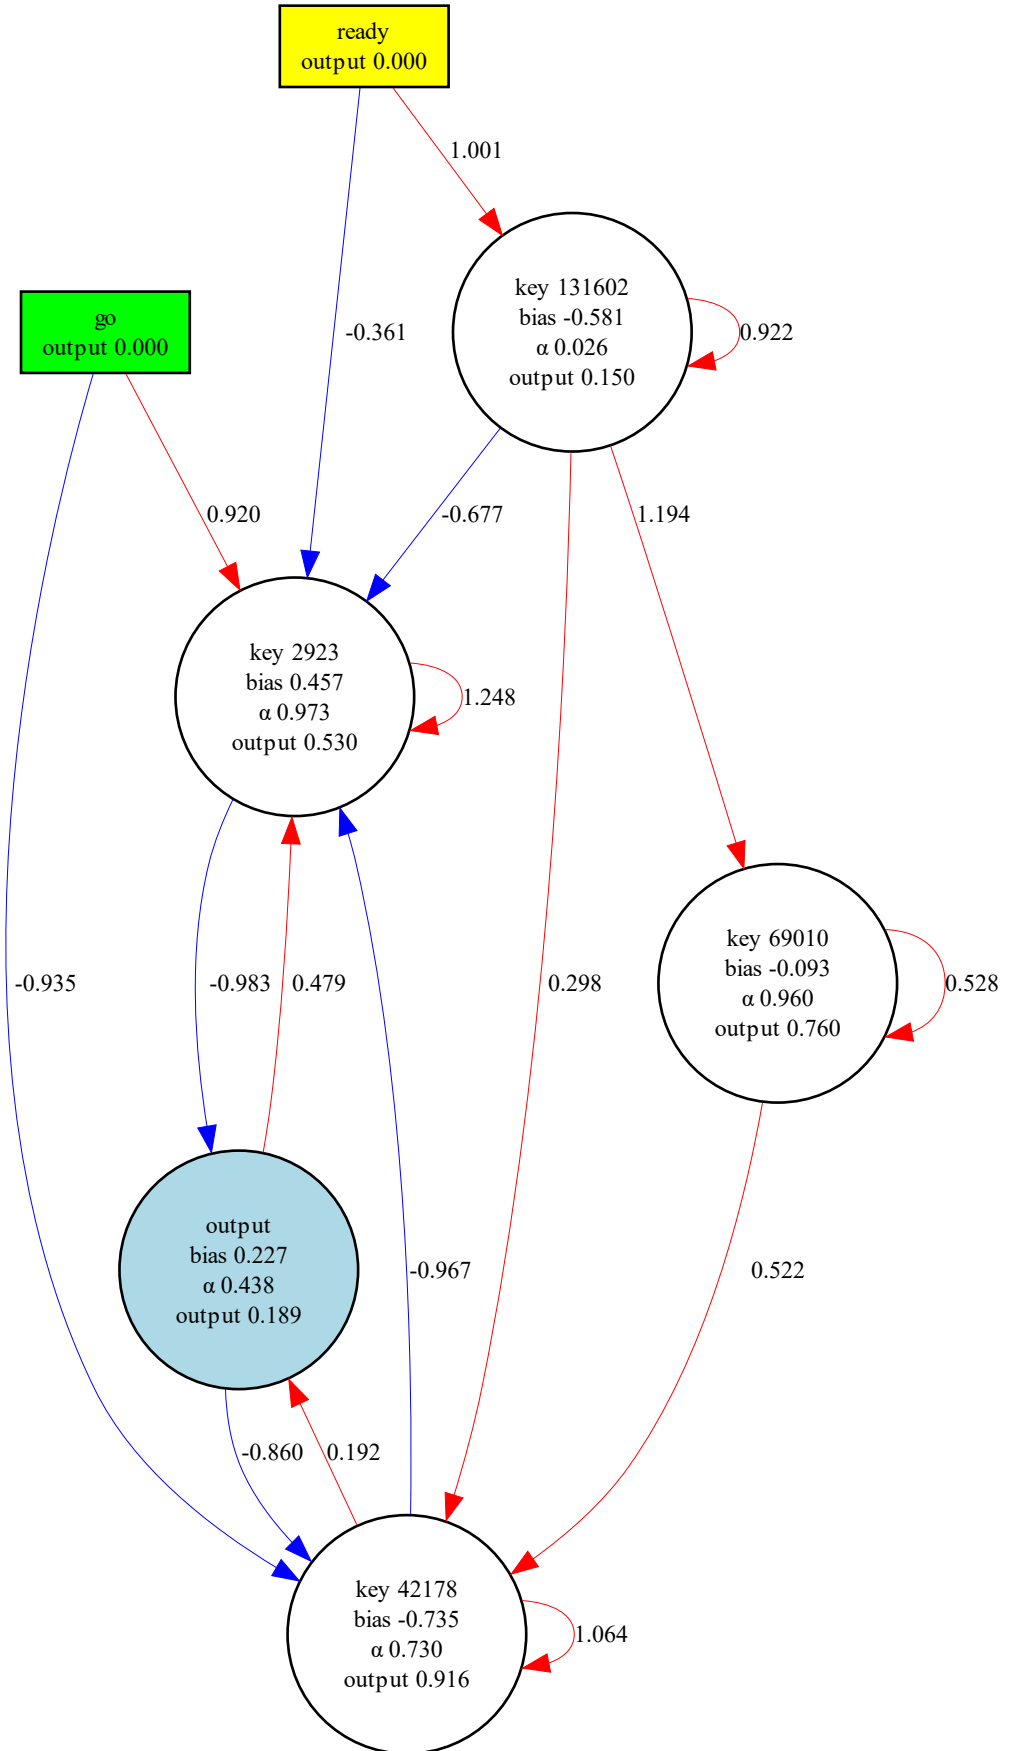 ready
output 0.000
1.001
key 131602
bias -0.581
α 0.026
output 0.150
0.922
go
output 0.000
-0.361
0.920
-0.677
1.194
key 2923
bias 0.457
α 0.973
output 0.530
1.248
key 69010
bias -0.093
α 0.960
output 0.760
0.528
-0.935
-0.983
0.479
0.298
output
bias 0.227
α 0.438
output 0.189
-0.967
0.522
-0.860
0.192
key 42178
bias -0.735
α 0.730
output 0.916
1.064